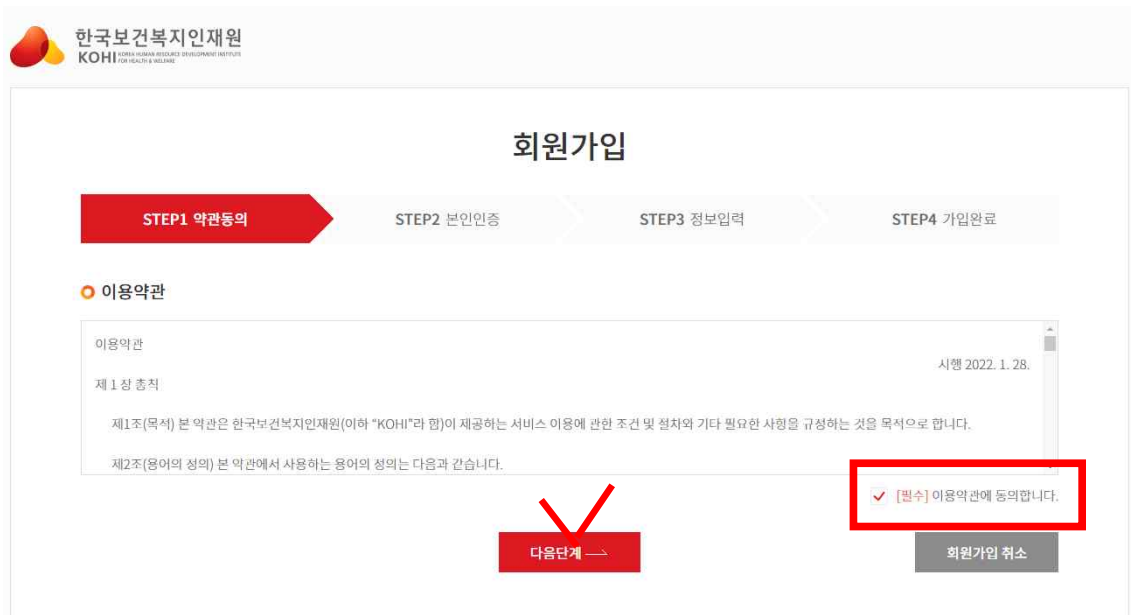 한국보건복지인재원
KOHI KOREA HUMAN RESOURCE DEVELOPMENT INSTITUTE
FOR HEALTH & WELFARE
회원가입
STEP1 약관동의
STEP2 본인인증
STEP3 정보입력
STEP4 가입완료
이용약관
이용약관
시행 2022. 1. 28.
제 1 장 총칙
제1조(목적) 본 약관은 한국보건복지인재원(이하 “KOHI”라 함)이 제공하는 서비스 이용에 관한 조건 및 절차와 기타 필요한 사항을 규정하는 것을 목적으로 합니다.
제2조(용어의 정의) 본 약관에서 사용하는 용어의 정의는 다음과 같습니다.
[필수] 이용약관에 동의합니다.
다음단계
회원가입 취소